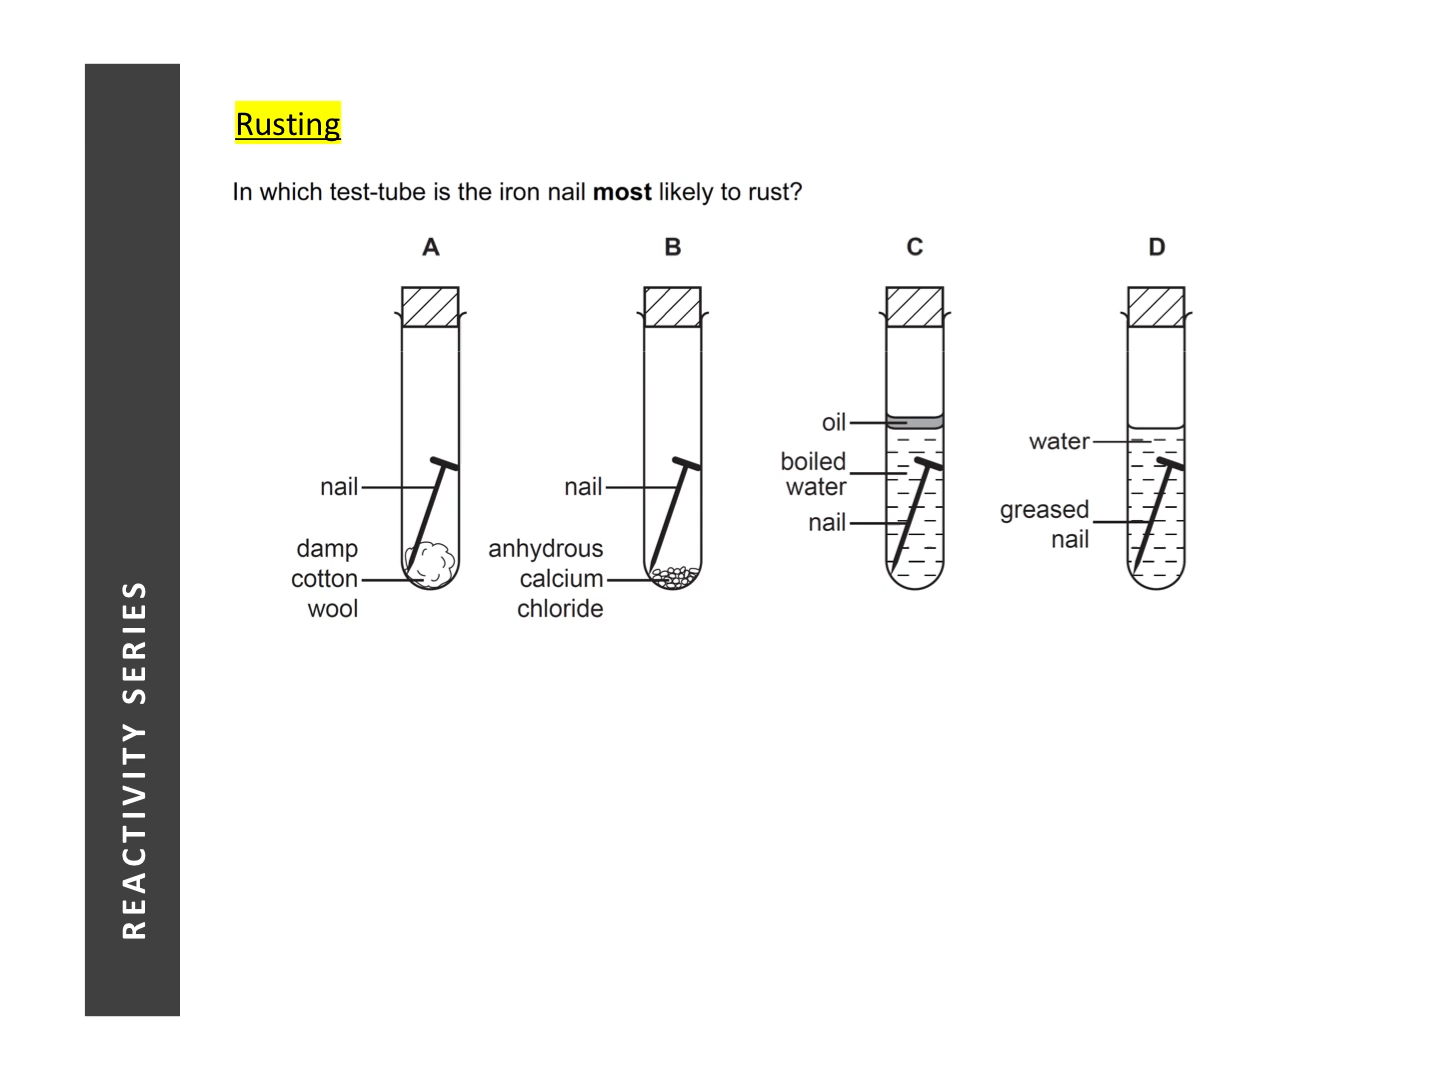 REACTIVITY SERIES
Rusting
In which test-tube is the iron nail most likely to rust?
A
B
C
D
nail
damp
cotton
wool
nail
anhydrous
calcium
chloride
oil
boiled
water
nail
water
greased
nail